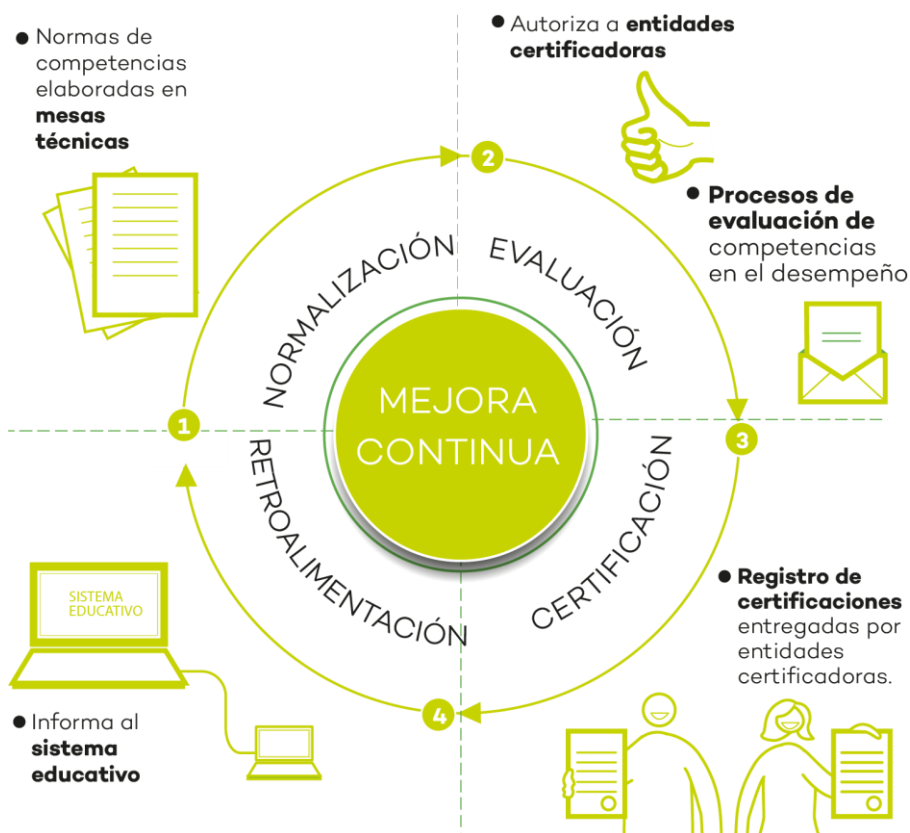 ● Normas de
competencias
elaboradas en
mesas
técnicas
● Autoriza a entidades
certificadoras
2
● Procesos de
evaluación de
competencias
en el desempeño
NORMALIZACIÓN
EVALUACIÓN
MEJORA
CONTINUA
1
3
RETROALIMENTACIÓN
CERTIFICACIÓN
● Registro de
certificaciones
entregadas por
entidades
certificadoras.
SISTEMA
EDUCATIVO
4
● Informa al
sistema
educativo